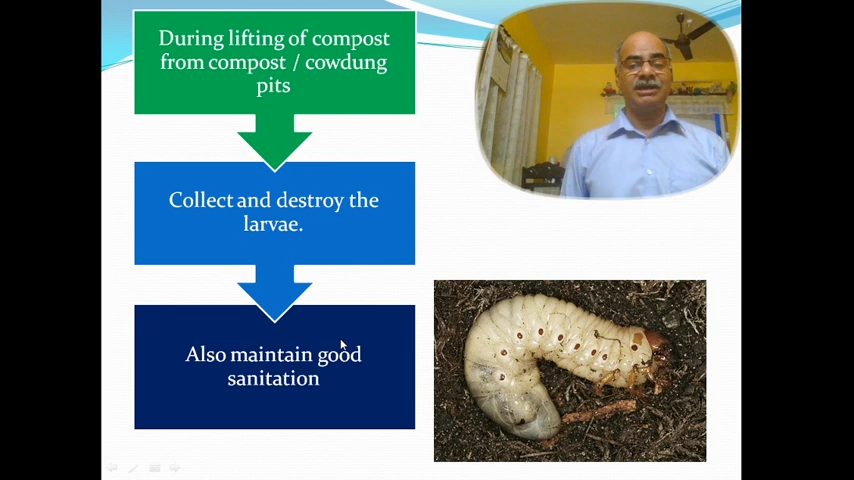 During lifting of compost
from compost / cowdung
pits
Collect and destroy the
larvae.
Also maintain good
sanitation